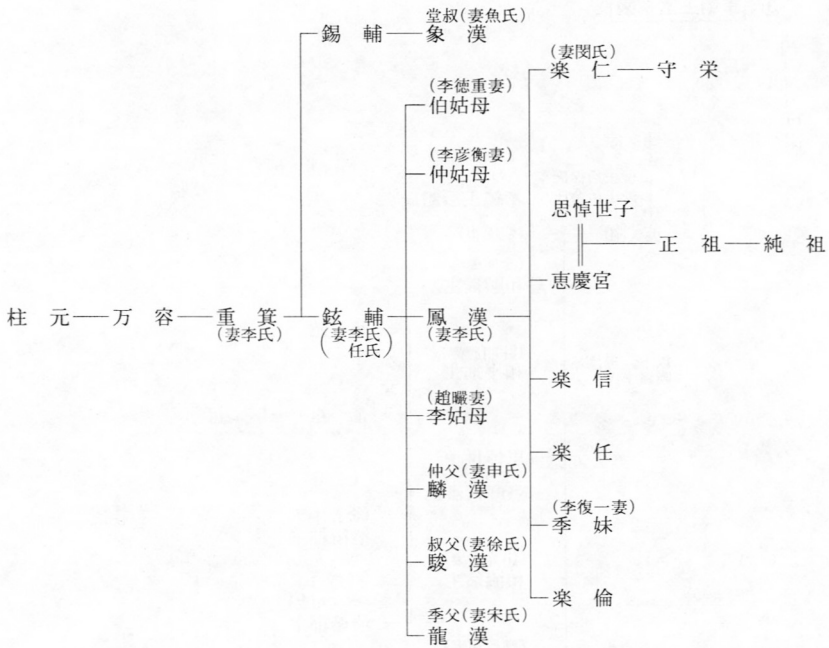 堂叔(妻魚氏)
錫輔 象漢
(妻閔氏)
楽仁 守栄
(李徳重妻)
伯姑母
(李彦衡妻)
仲姑母
思悼世子
正祖 純祖
恵慶宮
柱元 万容 重箕 鉉輔 鳳漢
(妻李氏) (妻李氏 (妻李氏)
任氏)
楽信
(趙曮妻)
李姑母
楽任
仲父(妻申氏)
麟漢
(李復一妻)
季妹
叔父(妻徐氏)
駿漢
楽倫
季父(妻宋氏)
龍漢